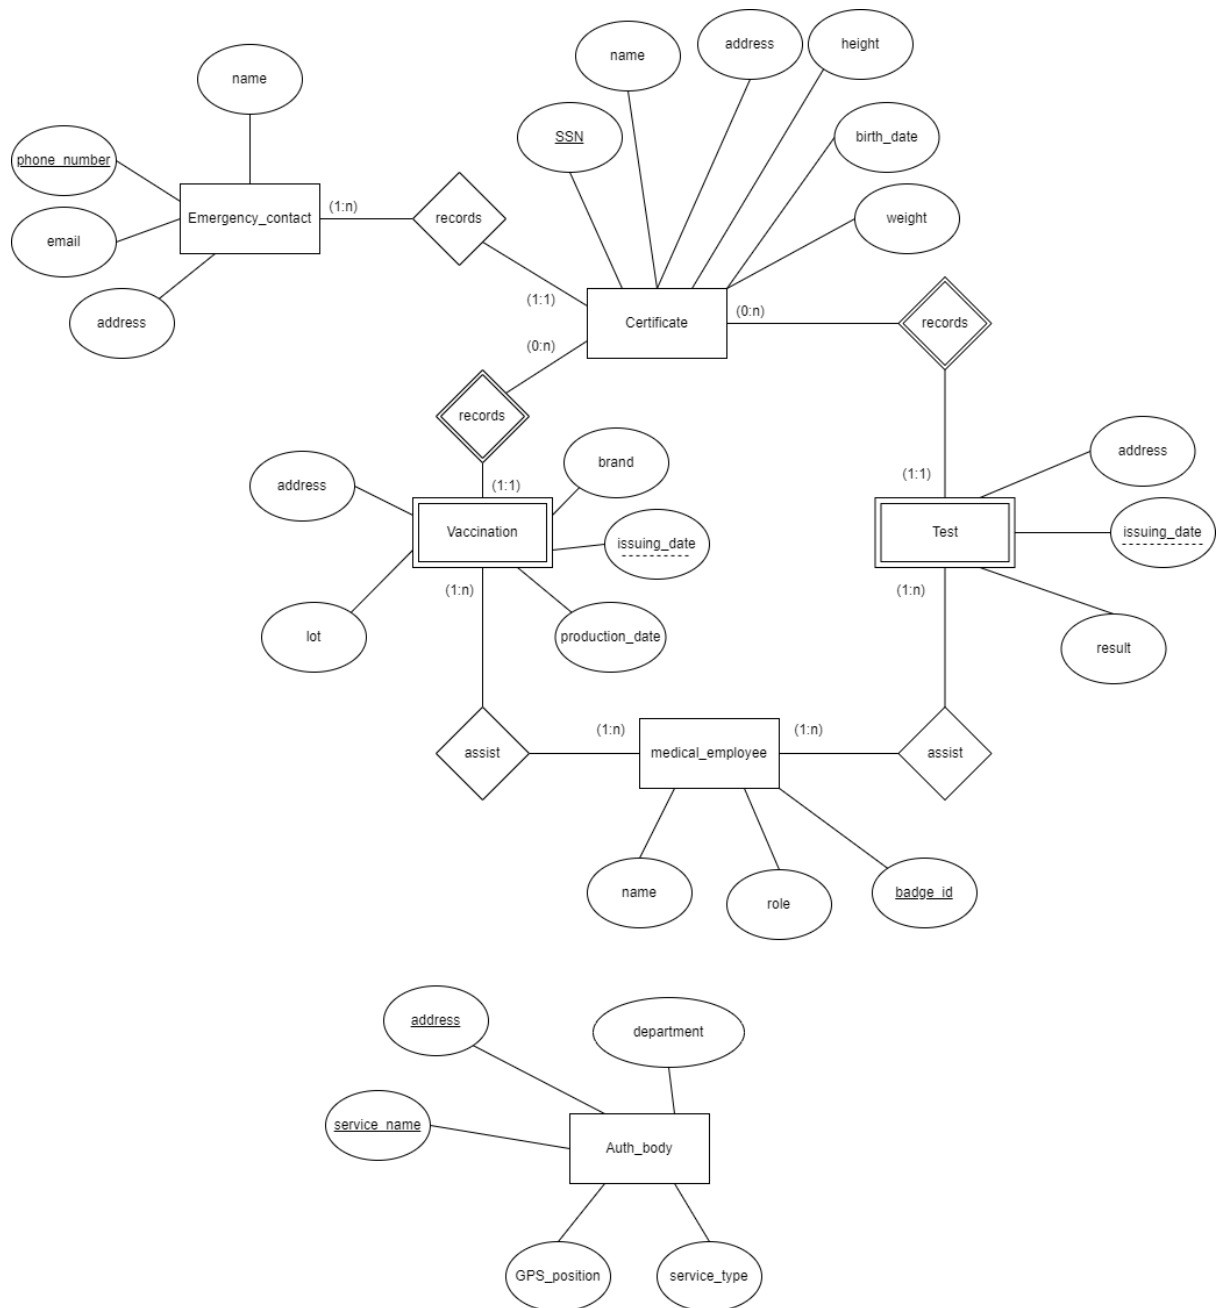 name
address
height
name
SSN
birth_date
phone_number
Emergency_contact
(1:n)
records
weight
email
address
(1:1)
Certificate
(0:n)
records
(0:n)
records
address
brand
address
(1:1)
(1:1)
Vaccination
issuing_date
Test
issuing_date
(1:n)
(1:n)
lot
production_date
result
(1:n)
(1:n)
assist
medical_employee
assist
name
role
badge_id
address
department
service_name
Auth_body
GPS_position
service_type